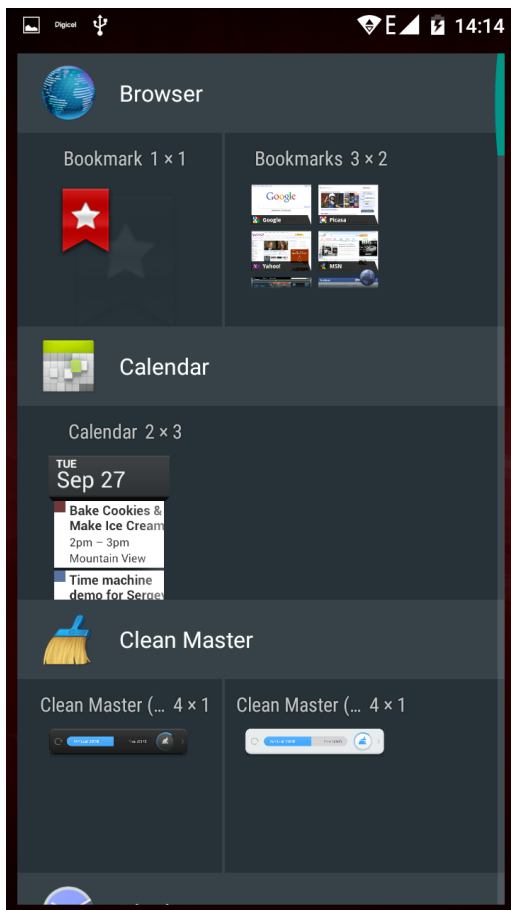 Digicel
E
14:14
Browser
Bookmark 1 × 1
Bookmarks 3 × 2
Google
Google
Picasa
Yahoo!
MSN
Calendar
Calendar 2 × 3
TUE
Sep 27
Bake Cookies &
Make Ice Cream
2pm – 3pm
Mountain View
Time machine
demo for Sergey
Clean Master
Clean Master (… 4 × 1
Clean Master (… 4 × 1